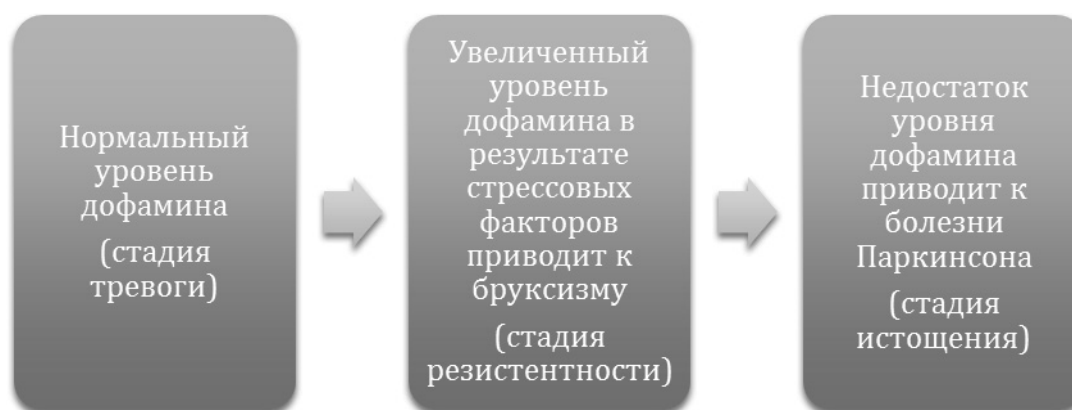 Нормальный
уровень
дофамина
(стадия
тревоги)
Увеличенный
уровень
дофамина в
результате
стрессовых
факторов
приводит к
бруксизму
(стадия
резистентности)
Недостаток
уровня
дофамина
приводит к
болезни
Паркинсона
(стадия
истощения)